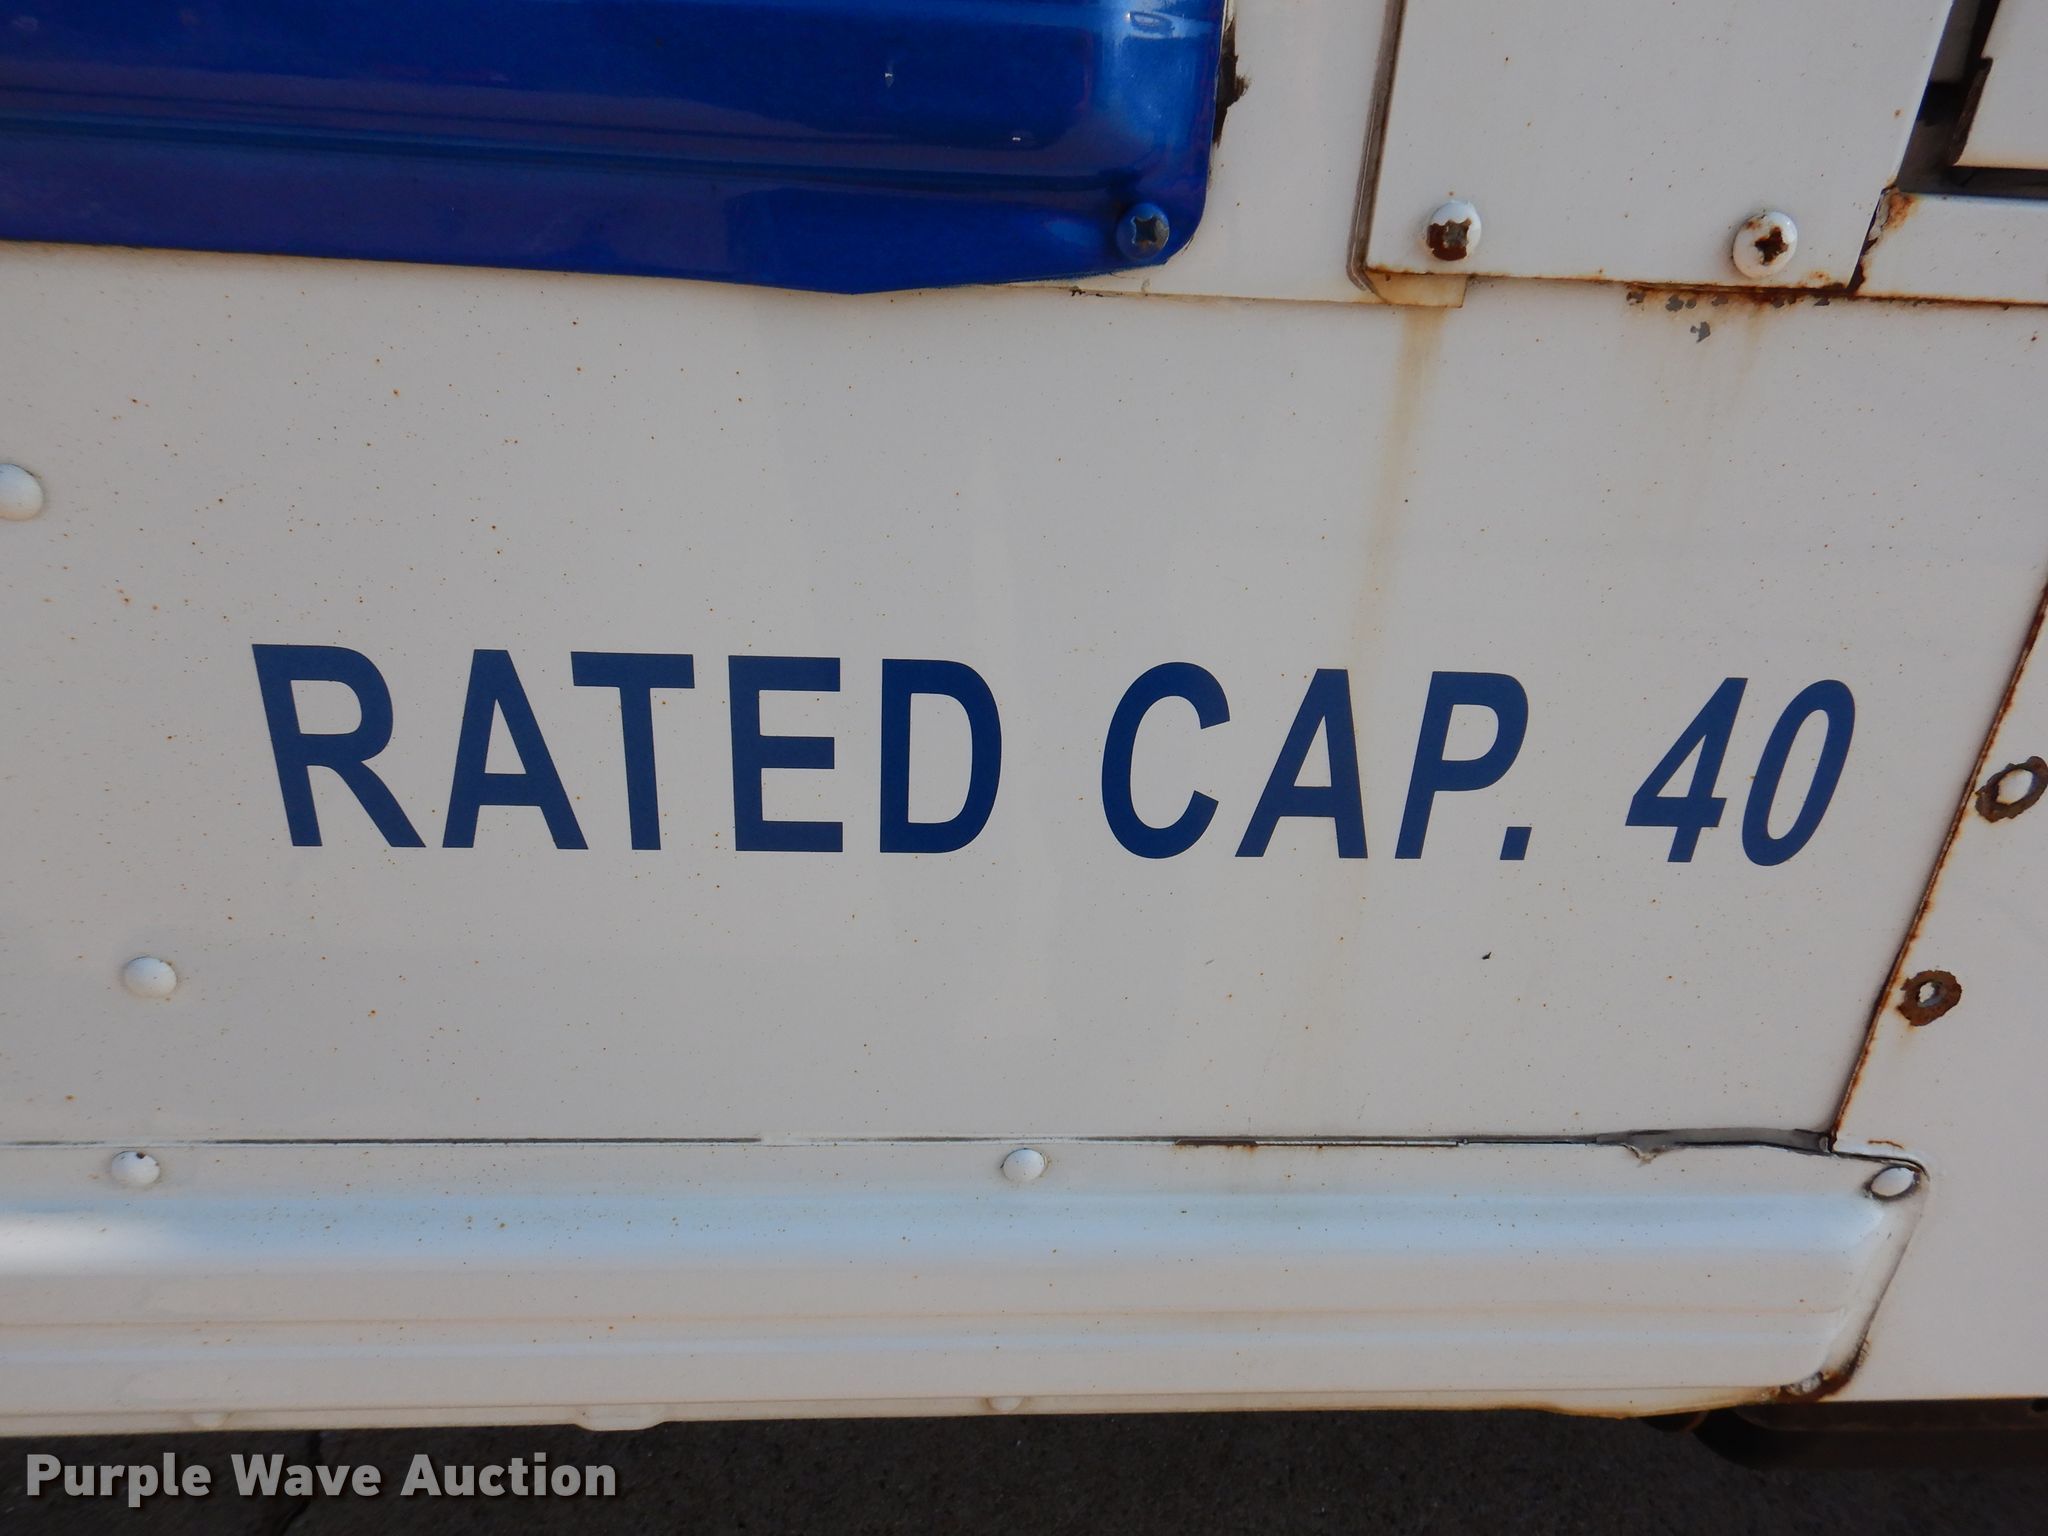 RATED CAP. 40
Purple Wave Auction